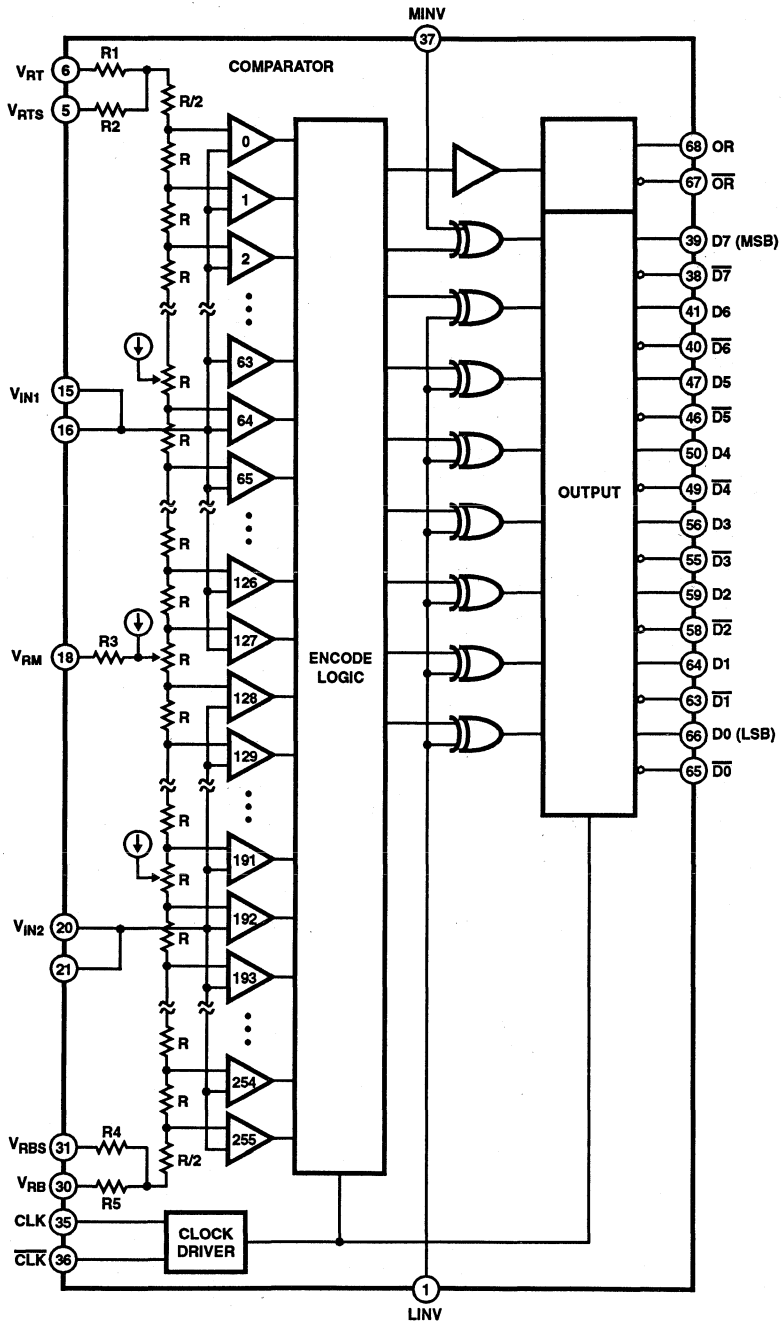 MINV
37
COMPARATOR
VRT 6 R1
VRTS 5 R2
R/2
R
R
R
0
1
2
R
63
VIN1 15
16
R
64
65
R
126
R
127
VRM 18 R3
R
128
R
129
R
191
R
VIN2 20
21
192
R
193
R
254
R
255
VRBS 31 R4
R/2
VRB 30 R5
CLK 35
CLK 36
CLOCK
DRIVER
ENCODE
LOGIC
OUTPUT
68 OR
67 OR
39 D7 (MSB)
38 D7
41 D6
40 D6
47 D5
46 D5
50 D4
49 D4
56 D3
55 D3
59 D2
58 D2
64 D1
63 D1
66 D0 (LSB)
65 D0
1
LINV